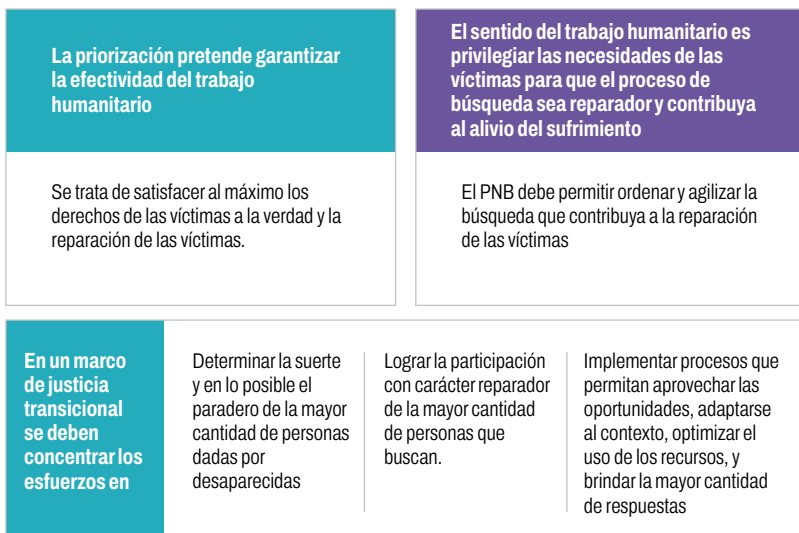 La priorización pretende garantizar
la efectividad del trabajo
humanitario
Se trata de satisfacer al máximo los
derechos de las víctimas a la verdad y la
reparación de las víctimas.
El sentido del trabajo humanitario es
privilegiar las necesidades de las
víctimas para que el proceso de
búsqueda sea reparador y contribuya
al alivio del sufrimiento
El PNB debe permitir ordenar y agilizar la
búsqueda que contribuya a la reparación
de las víctimas
En un marco
de justicia
transicional
se deben
concentrar los
esfuerzos en
Determinar la suerte
y en lo posible el
paradero de la mayor
cantidad de personas
dadas por
desaparecidas
Lograr la participación
con carácter reparador
de la mayor cantidad
de personas que
buscan.
Implementar procesos que
permitan aprovechar las
oportunidades, adaptarse
al contexto, optimizar el
uso de los recursos, y
brindar la mayor cantidad
de respuestas